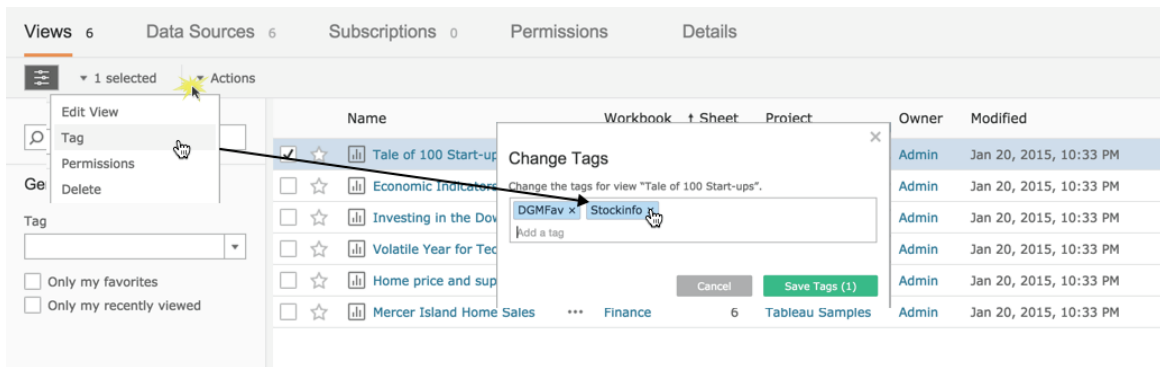 Views 6 Data Sources 6 Subscriptions 0 Permissions Details
1 selected Actions
Edit View
Tag
Permissions
Delete
Ge
Tag
Only my favorites
Only my recently viewed
Name Workbook ↑ Sheet Project Owner Modified
Tale of 100 Start-up Admin Jan 20, 2015, 10:33 PM
Economic Indicators Admin Jan 20, 2015, 10:33 PM
Investing in the Dow Admin Jan 20, 2015, 10:33 PM
Volatile Year for Tec Admin Jan 20, 2015, 10:33 PM
Home price and sup Admin Jan 20, 2015, 10:33 PM
Mercer Island Home Sales ••• Finance 6 Tableau Samples Admin Jan 20, 2015, 10:33 PM
Change Tags
Change the tags for view "Tale of 100 Start-ups".
DGMFav × Stockinfo ×
Add a tag
Cancel Save Tags (1)